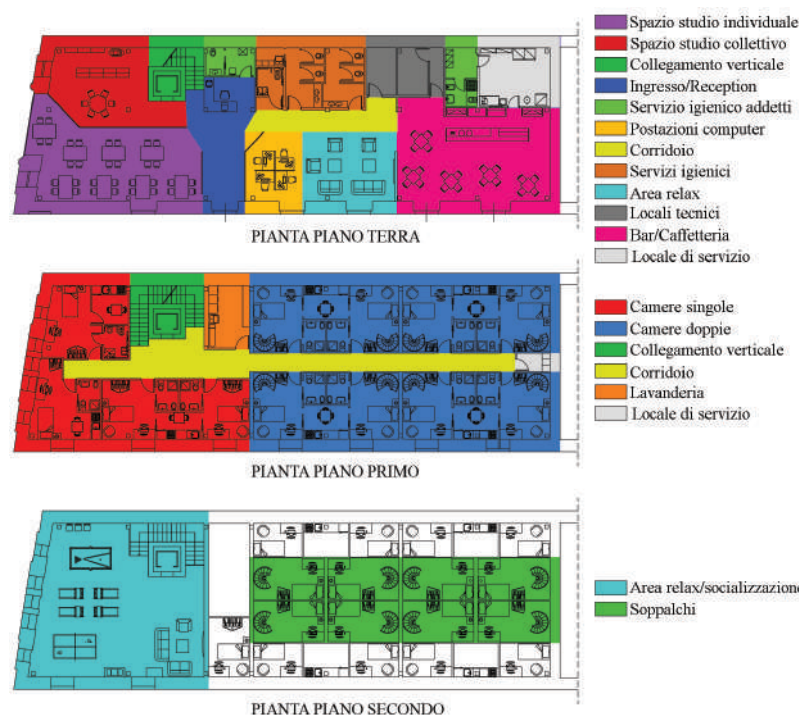 Spazio studio individuale
Spazio studio collettivo
Collegamento verticale
Ingresso/Reception
Servizio igienico addetti
Postazioni computer
Corridoio
Servizi igienici
Area relax
Locali tecnici
Bar/Caffetteria
Locale di servizio
PIANTA PIANO TERRA
Camere singole
Camere doppie
Collegamento verticale
Corridoio
Lavanderia
Locale di servizio
PIANTA PIANO PRIMO
Area relax/socializzazione
Soppalchi
PIANTA PIANO SECONDO